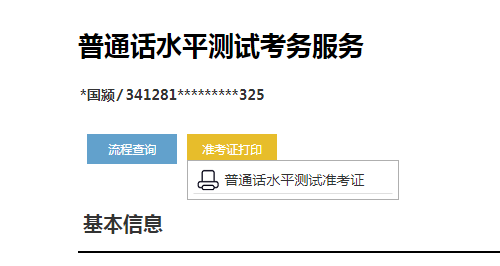 普通话水平测试考务服务
*国颍/341281*********325
流程查询
准考证打印
普通话水平测试准考证
基本信息